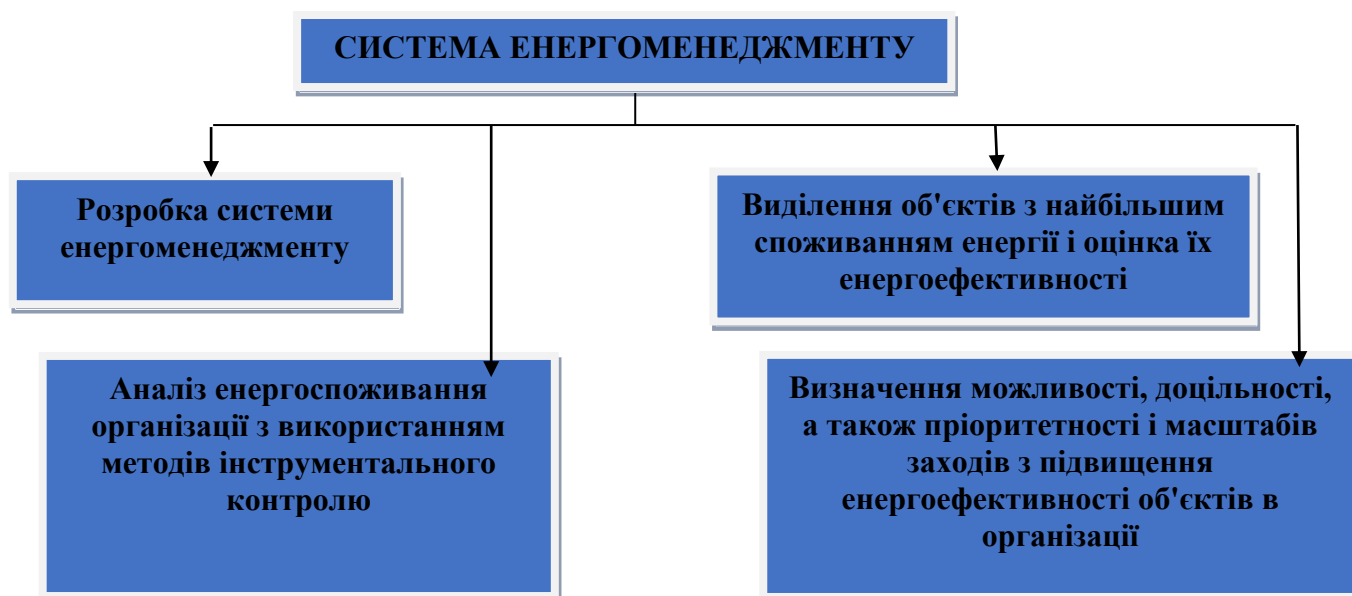 СИСТЕМА ЕНЕРГОМЕНЕДЖМЕНТУ
Розробка системи
енергоменеджменту
Виділення об'єктів з найбільшим
споживанням енергії і оцінка їх
енергоефективності
Аналіз енергоспоживання
організації з використанням
методів інструментального
контролю
Визначення можливості, доцільності,
а також пріоритетності і масштабів
заходів з підвищення
енергоефективності об'єктів в
організації